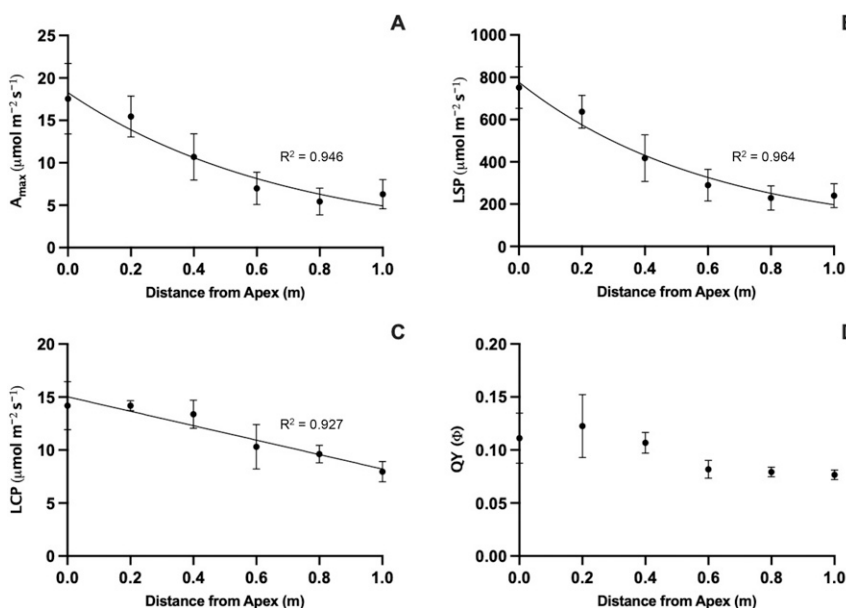 A
A_max (μmol m⁻² s⁻¹)
25
20
15
10
5
0
R² = 0.946
0.0 0.2 0.4 0.6 0.8 1.0
Distance from Apex (m)
B
LSP (μmol m⁻² s⁻¹)
1000
800
600
400
200
0
R² = 0.964
0.0 0.2 0.4 0.6 0.8 1.0
Distance from Apex (m)
C
LCP (μmol m⁻² s⁻¹)
20
15
10
5
0
R² = 0.927
0.0 0.2 0.4 0.6 0.8 1.0
Distance from Apex (m)
QY (Φ)
0.20
0.15
0.10
0.05
0.00
0.0 0.2 0.4 0.6 0.8 1.0
Distance from Apex (m)